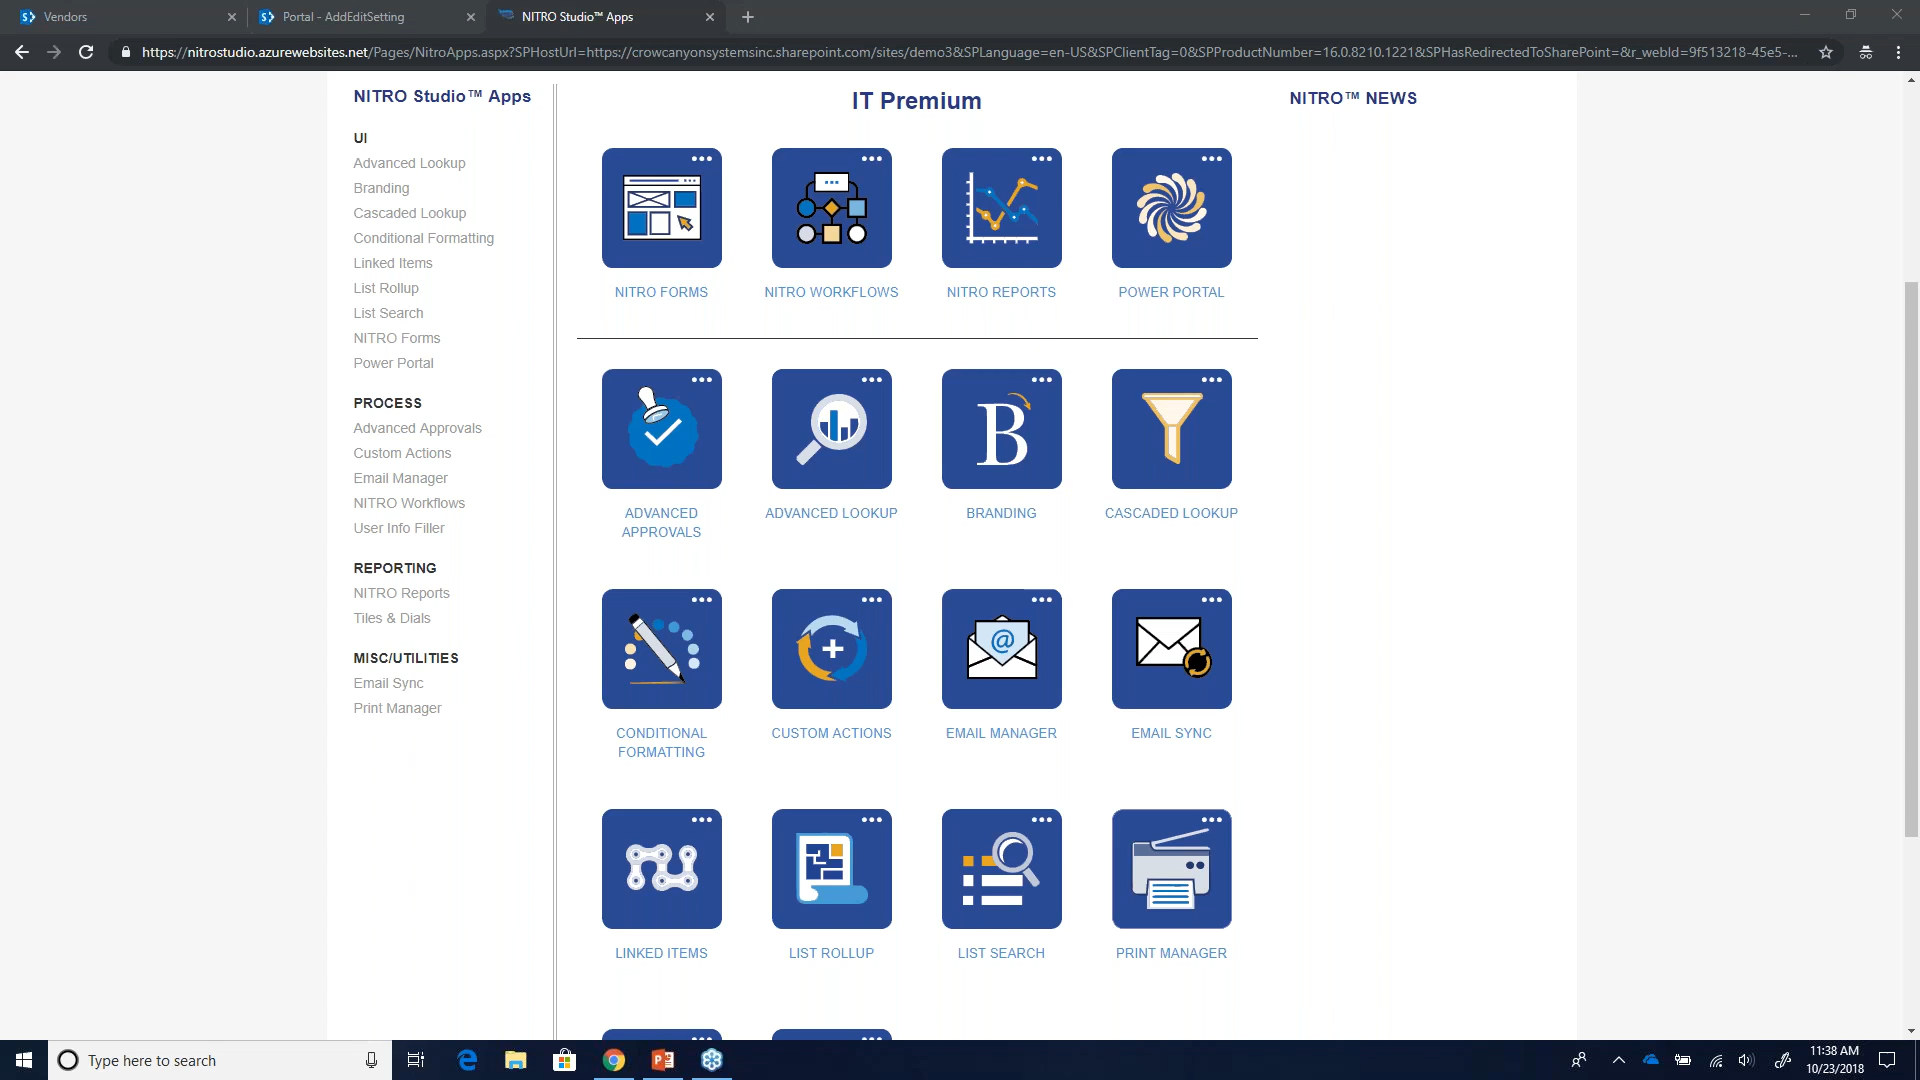 Vendors
Portal - AddEditSetting
NITRO Studio™ Apps
https://nitrostudio.azurewebsites.net/Pages/NitroApps.aspx?SPHostUrl=https://crowcanyonsystemsinc.sharepoint.com/sites/demo3&SPLanguage=en-US&SPClientTag=0&SPProductNumber=16.0.8210.1221&SPHasRedirectedToSharePoint=&r_webId=9f513218-45e5-...
NITRO Studio™ Apps
UI
Advanced Lookup
Branding
Cascaded Lookup
Conditional Formatting
Linked Items
List Rollup
List Search
NITRO Forms
Power Portal
PROCESS
Advanced Approvals
Custom Actions
Email Manager
NITRO Workflows
User Info Filler
REPORTING
NITRO Reports
Tiles & Dials
MISC/UTILITIES
Email Sync
Print Manager
IT Premium
NITRO FORMS
NITRO WORKFLOWS
NITRO REPORTS
POWER PORTAL
B
ADVANCED
APPROVALS
ADVANCED LOOKUP
BRANDING
CASCADED LOOKUP
@
CONDITIONAL
FORMATTING
CUSTOM ACTIONS
EMAIL MANAGER
EMAIL SYNC
LINKED ITEMS
LIST ROLLUP
LIST SEARCH
PRINT MANAGER
NITRO™ NEWS
Type here to search
11:38 AM
10/23/2018